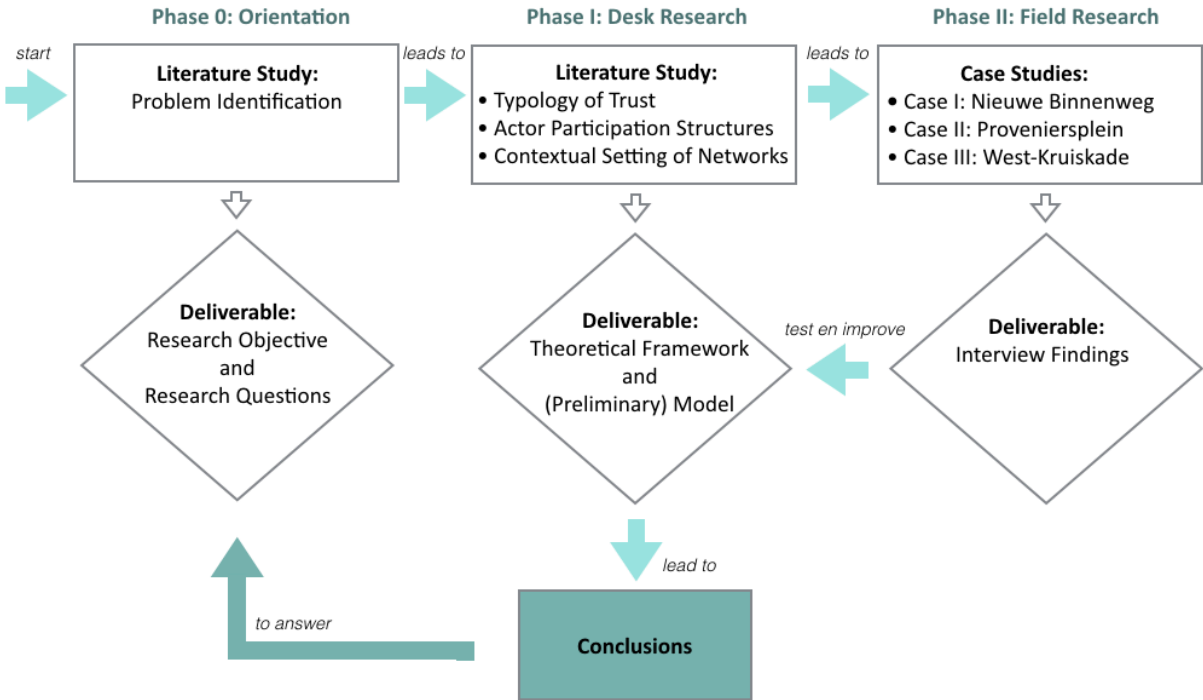 Phase 0: Orientation
Phase I: Desk Research
Phase II: Field Research
start
Literature Study:
Problem Identification
leads to
Literature Study:
• Typology of Trust
• Actor Participation Structures
• Contextual Setting of Networks
leads to
Case Studies:
• Case I: Nieuwe Binnenweg
• Case II: Proveniersplein
• Case III: West-Kruiskade
Deliverable:
Research Objective
and
Research Questions
Deliverable:
Theoretical Framework
and
(Preliminary) Model
test en improve
Deliverable:
Interview Findings
lead to
to answer
Conclusions